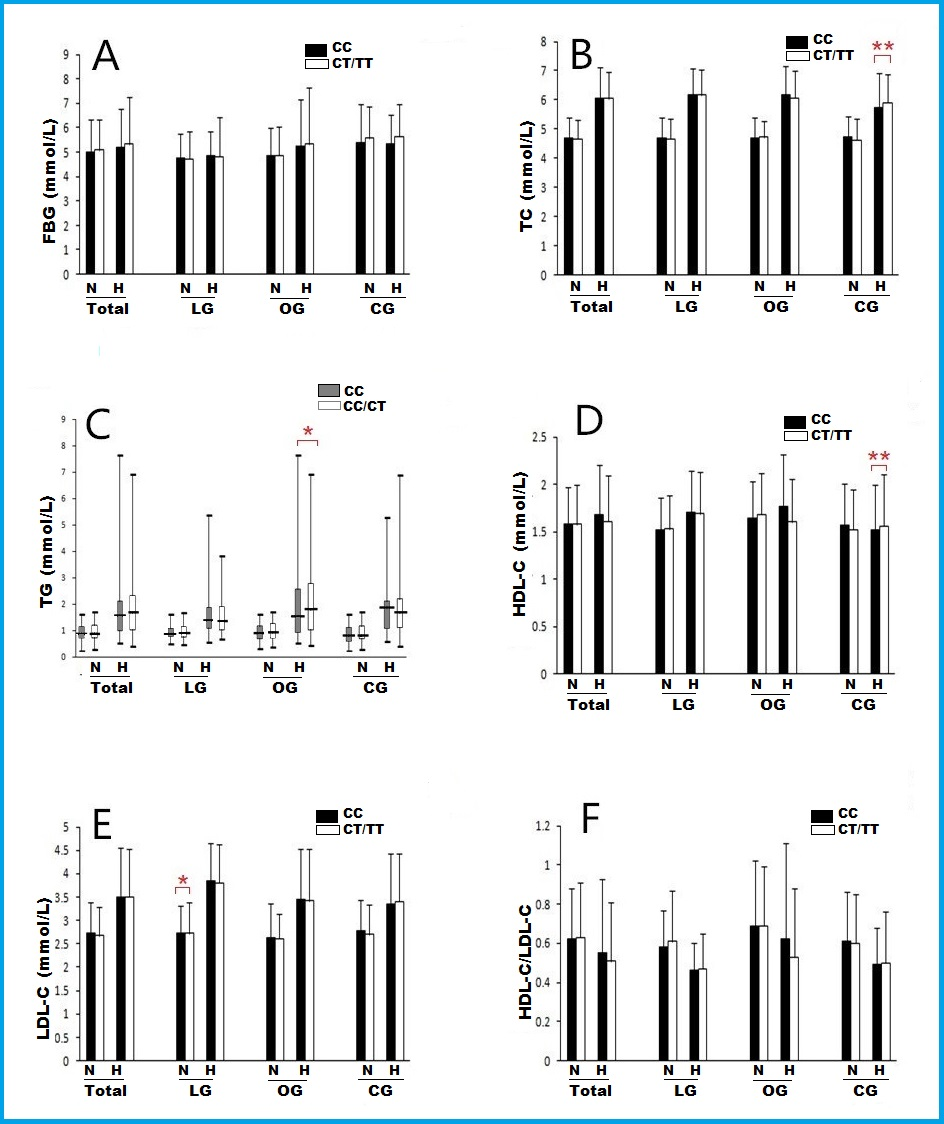 A
CC
CT/TT
FBG (mmol/L)
9
8
7
6
5
4
3
2
1
0
N H N H N H N H
Total LG OG CG
B
CC
CT/TT
**
TC (mmol/L)
8
7
6
5
4
3
2
1
0
N H N H N H N H
Total LG OG CG
C
CC
CC/CT
*
TG (mmol/L)
9
8
7
6
5
4
3
2
1
0
N H N H N H N H
Total LG OG CG
D
CC
CT/TT
**
HDL-C (mmol/L)
2.5
2
1.5
1
0.5
0
N H N H N H N H
Total LG OG CG
E
CC
CT/TT
*
LDL-C (mmol/L)
5
4.5
4
3.5
3
2.5
2
1.5
1
0.5
0
N H N H N H N H
Total LG OG CG
F
CC
CT/TT
HDL-C/LDL-C
1.2
1
0.8
0.6
0.4
0.2
0
N H N H N H N H
Total LG OG CG